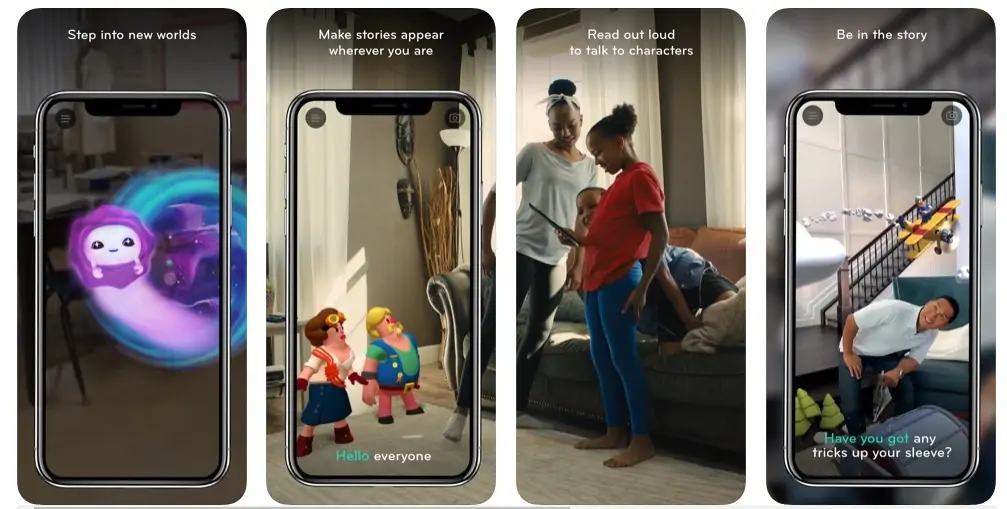 Step into new worlds
Make stories appear
wherever you are
Hello everyone
Read out loud
to talk to characters
Be in the story
Have you got any
tricks up your sleeve?